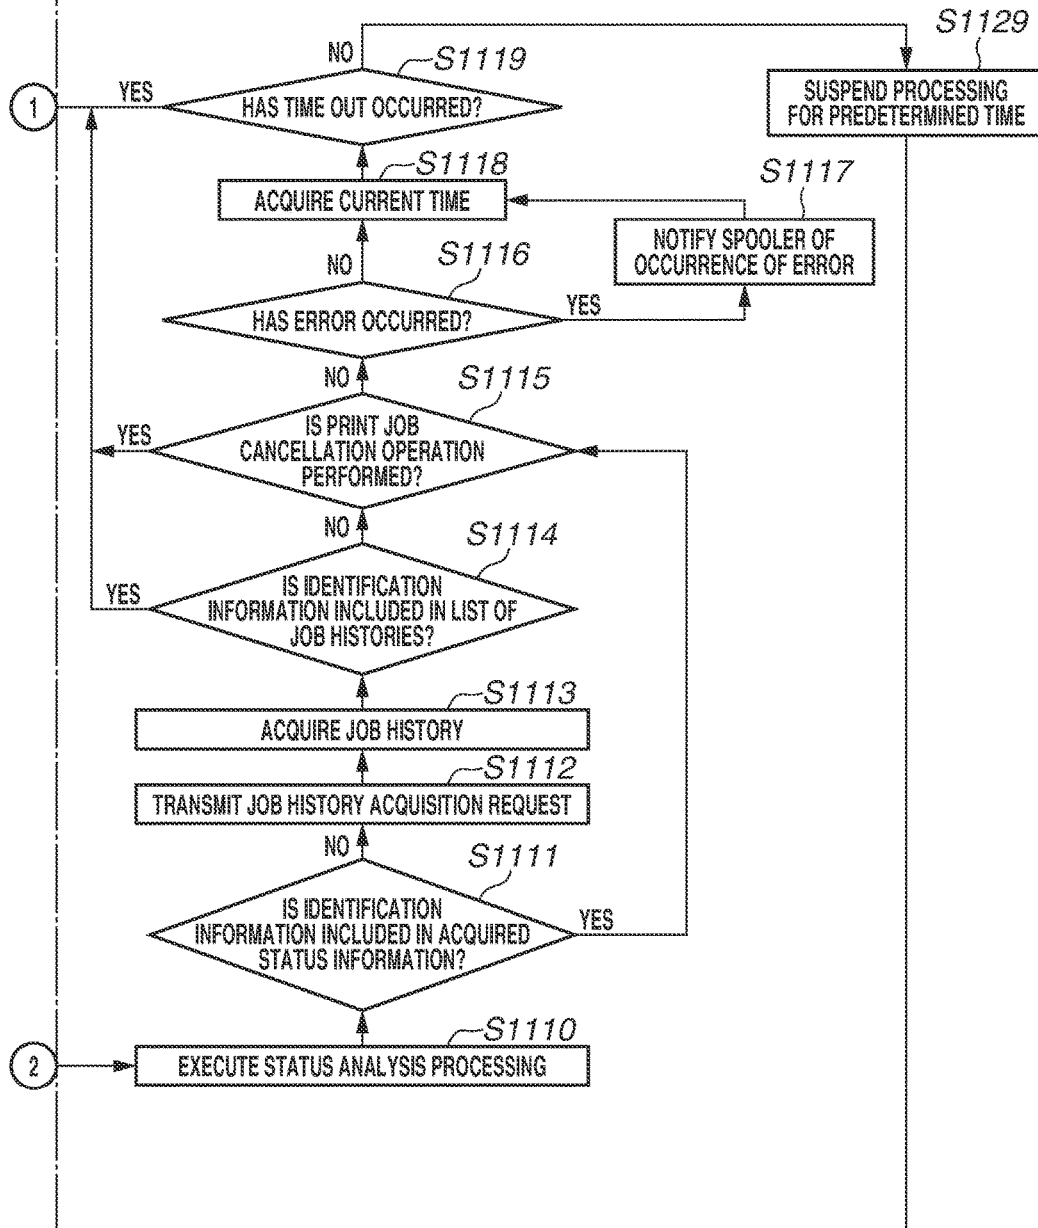 S1129
NO
S1119
1
YES
HAS TIME OUT OCCURRED?
SUSPEND PROCESSING
FOR PREDETERMINED TIME
S1118
S1117
ACQUIRE CURRENT TIME
NOTIFY SPOOLER OF
OCCURRENCE OF ERROR
NO
S1116
YES
HAS ERROR OCCURRED?
NO
S1115
YES
IS PRINT JOB
CANCELLATION OPERATION
PERFORMED?
NO
S1114
YES
IS IDENTIFICATION
INFORMATION INCLUDED IN LIST OF
JOB HISTORIES?
S1113
ACQUIRE JOB HISTORY
S1112
TRANSMIT JOB HISTORY ACQUISITION REQUEST
NO
S1111
IS IDENTIFICATION
INFORMATION INCLUDED IN ACQUIRED
STATUS INFORMATION?
YES
S1110
2
EXECUTE STATUS ANALYSIS PROCESSING